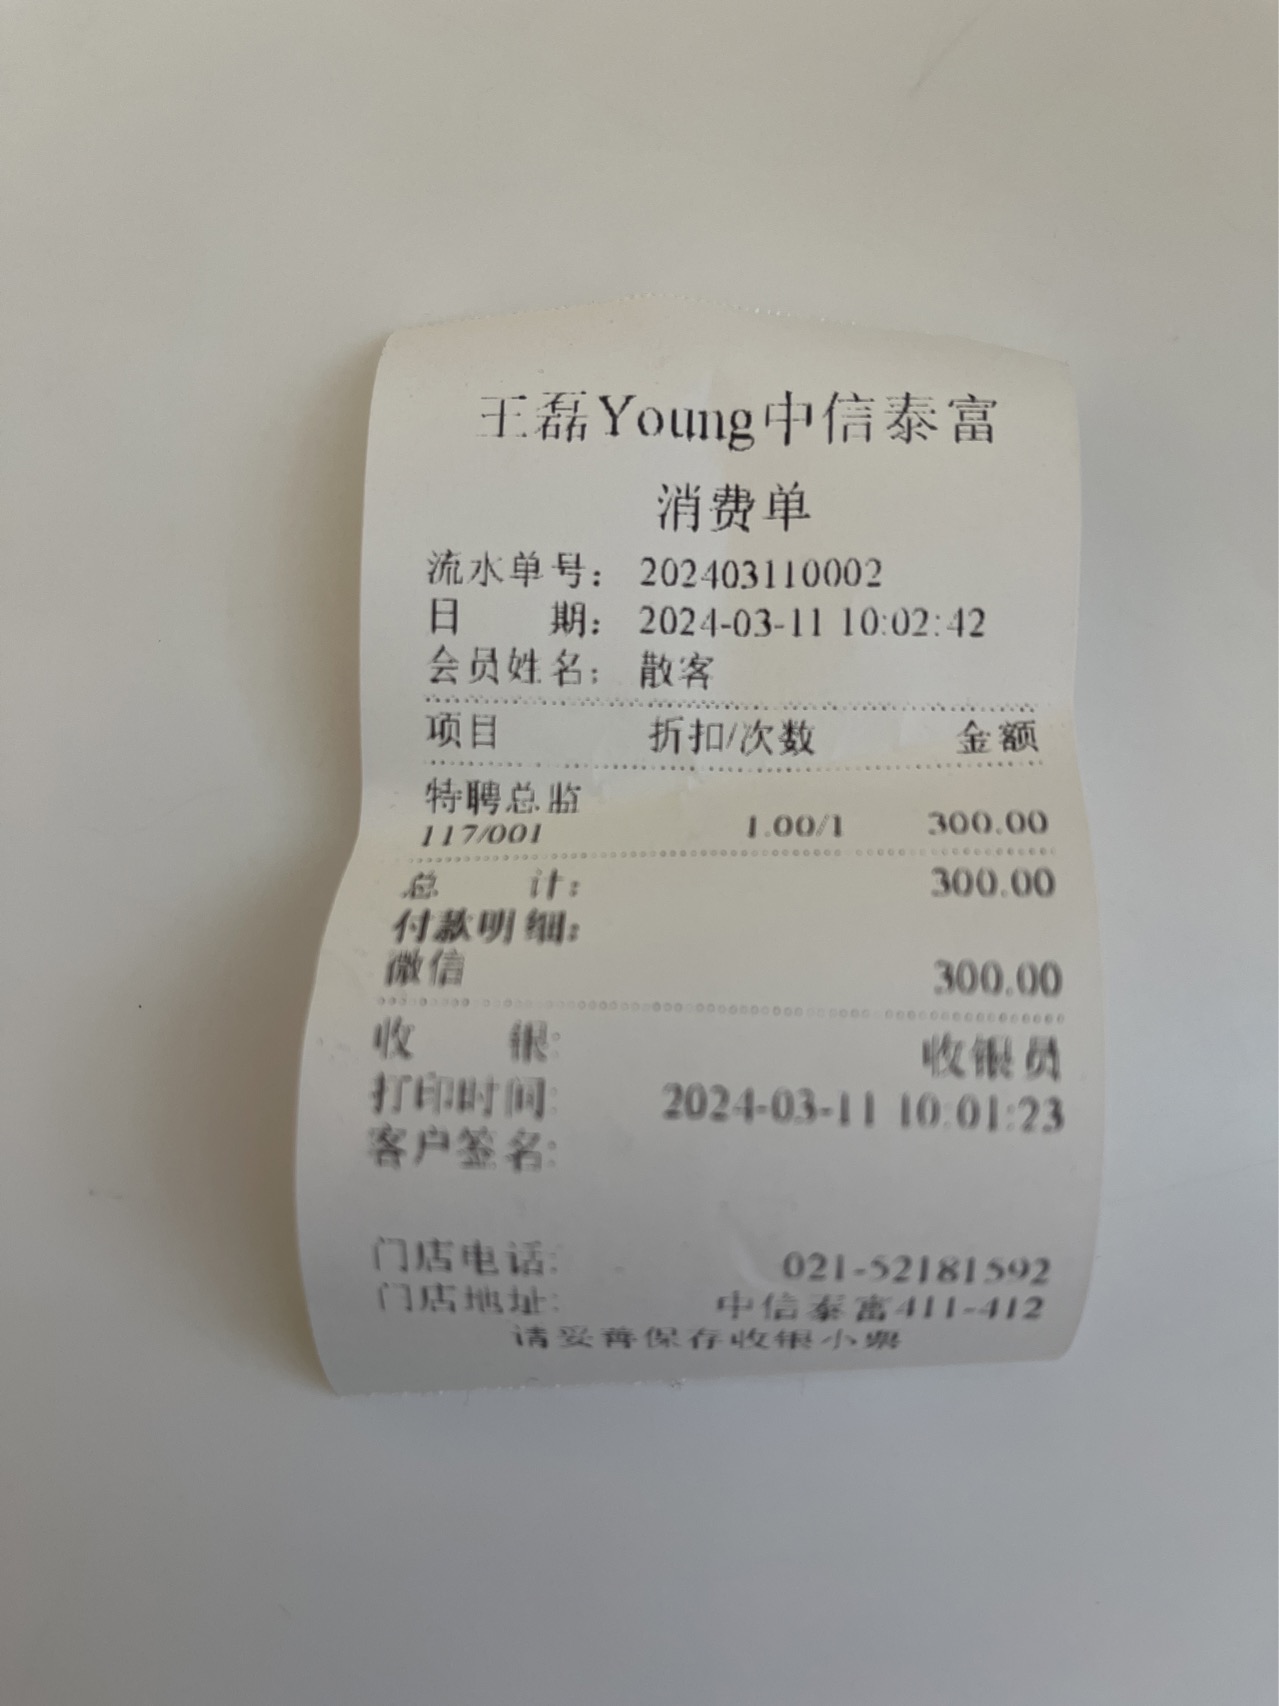 王磊Young中信泰富
消费单
流水单号： 202403110002
日 期： 2024-03-11 10:02:42
会员姓名： 散客
项目 折扣/次数 金额
特聘总监
117/001 1.00/1 300.00
总 计： 300.00
付款明细：
微信 300.00
收 银: 收银员
打印时间: 2024-03-11 10:01:23
客户签名:
门店电话: 021-52181592
门店地址: 中信泰富411-412
请妥善保存收银小票